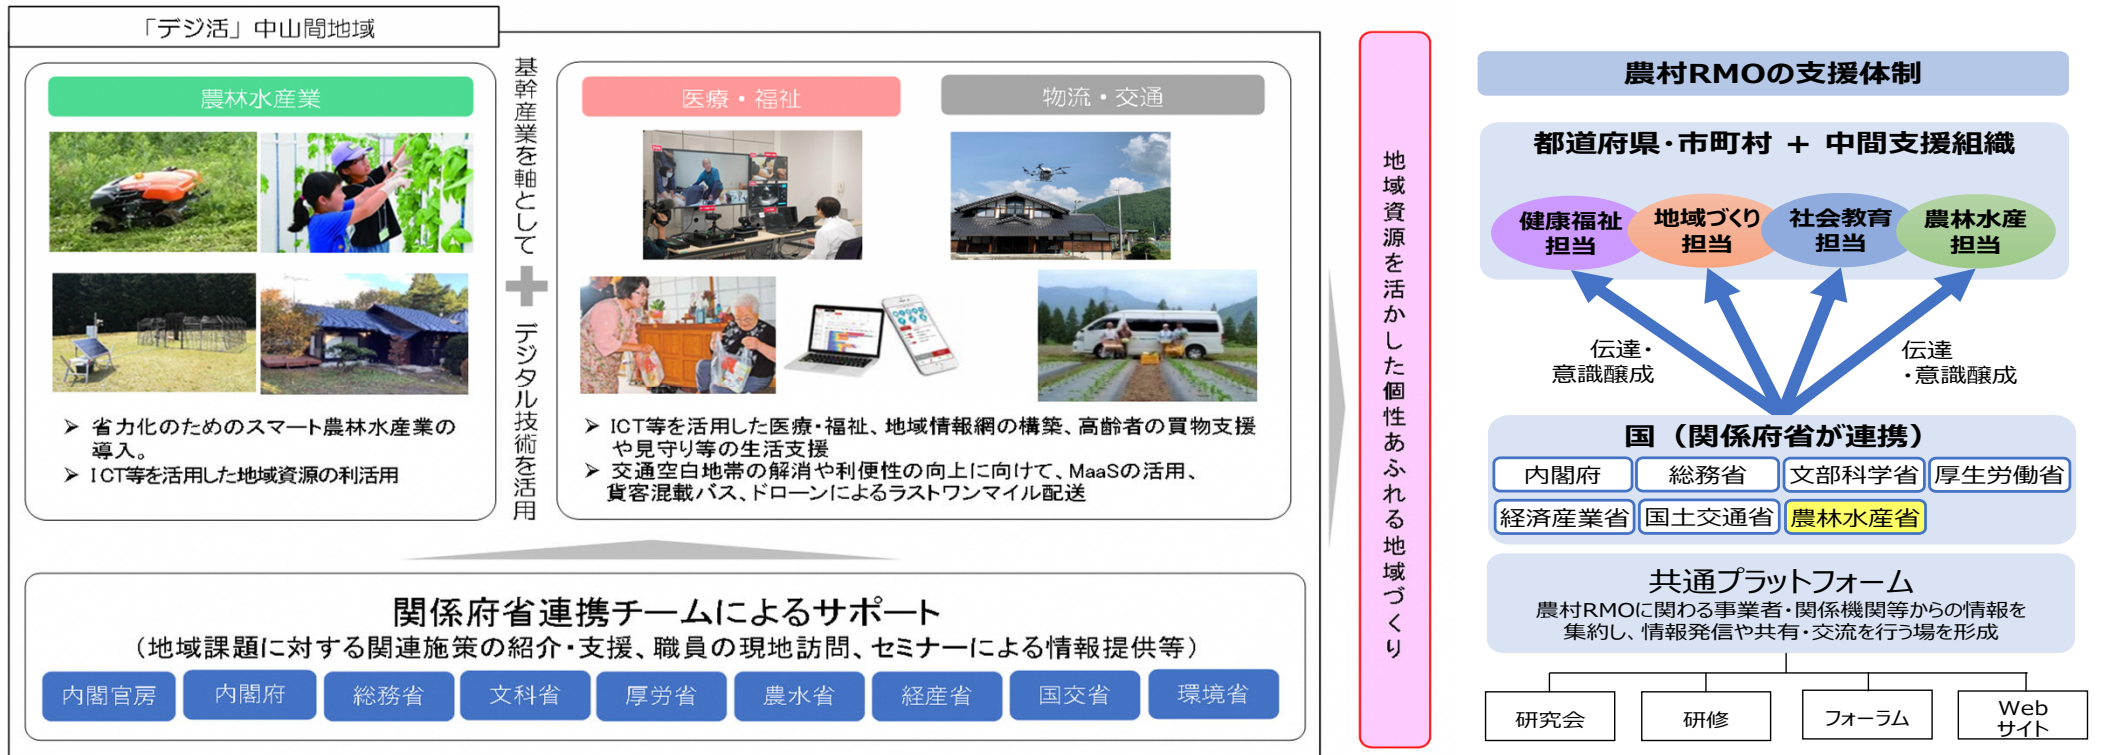 「デジ活」中山間地域
農林水産業
➢ 省力化のためのスマート農林水産業の
導入。
➢ ICT等を活用した地域資源の利活用
基幹産業を軸として
＋
デジタル技術を活用
医療・福祉
物流・交通
➢ ICT等を活用した医療・福祉、地域情報網の構築、高齢者の買物支援
や見守り等の生活支援
➢ 交通空白地帯の解消や利便性の向上に向けて、MaaSの活用、
貨客混載バス、ドローンによるラストワンマイル配送
関係府省連携チームによるサポート
（地域課題に対する関連施策の紹介・支援、職員の現地訪問、セミナーによる情報提供等）
内閣官房
内閣府
総務省
文科省
厚労省
農水省
経産省
国交省
環境省
地域資源を活かした個性あふれる地域づくり
農村RMOの支援体制
都道府県・市町村 ＋ 中間支援組織
健康福祉
担当
地域づくり
担当
社会教育
担当
農林水産
担当
伝達・
意識醸成
伝達
・意識醸成
国（関係府省が連携）
内閣府
総務省
文部科学省
厚生労働省
経済産業省
国土交通省
農林水産省
共通プラットフォーム
農村RMOに関わる事業者・関係機関等からの情報を
集約し、情報発信や共有・交流を行う場を形成
研究会
研修
フォーラム
Web
サイト